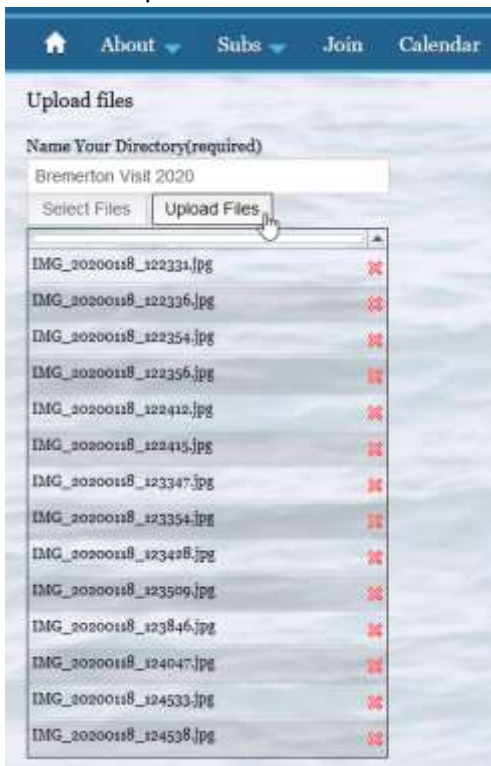 About Subs Join Calendar
Upload files
Name Your Directory(required)
Bremerton Visit 2020
Select Files Upload Files
IMG_20200118_122331.jpg
IMG_20200118_122336.jpg
IMG_20200118_122354.jpg
IMG_20200118_122356.jpg
IMG_20200118_122412.jpg
IMG_20200118_122415.jpg
IMG_20200118_123347.jpg
IMG_20200118_123354.jpg
IMG_20200118_123428.jpg
IMG_20200118_123509.jpg
IMG_20200118_123846.jpg
IMG_20200118_124047.jpg
IMG_20200118_124533.jpg
IMG_20200118_124538.jpg